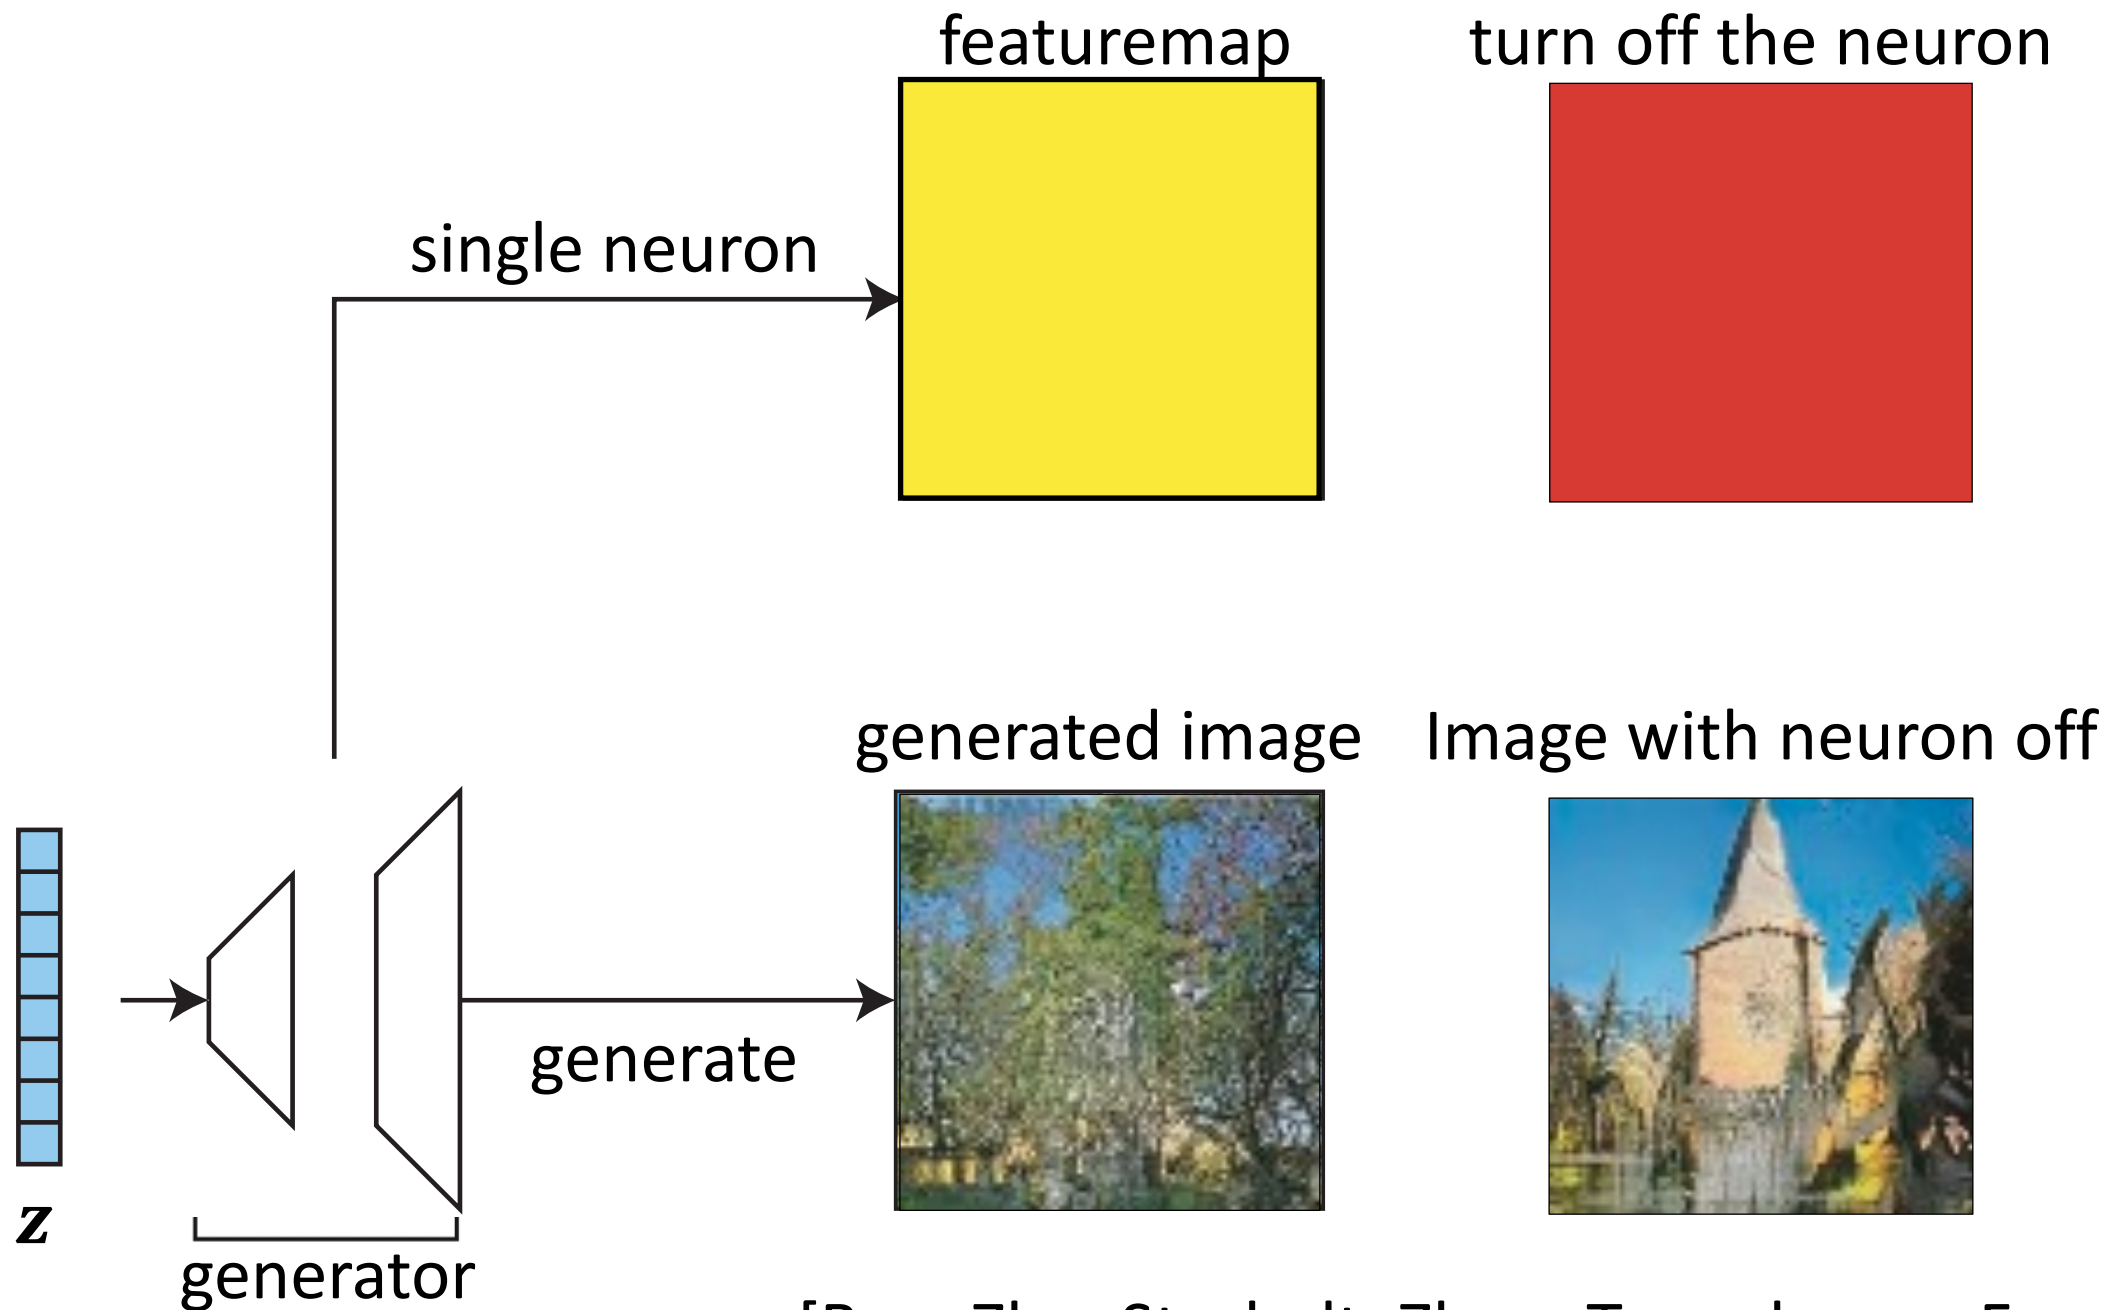 featuremap
turn off the neuron
single neuron
generated image
Image with neuron off
generate
z
generator